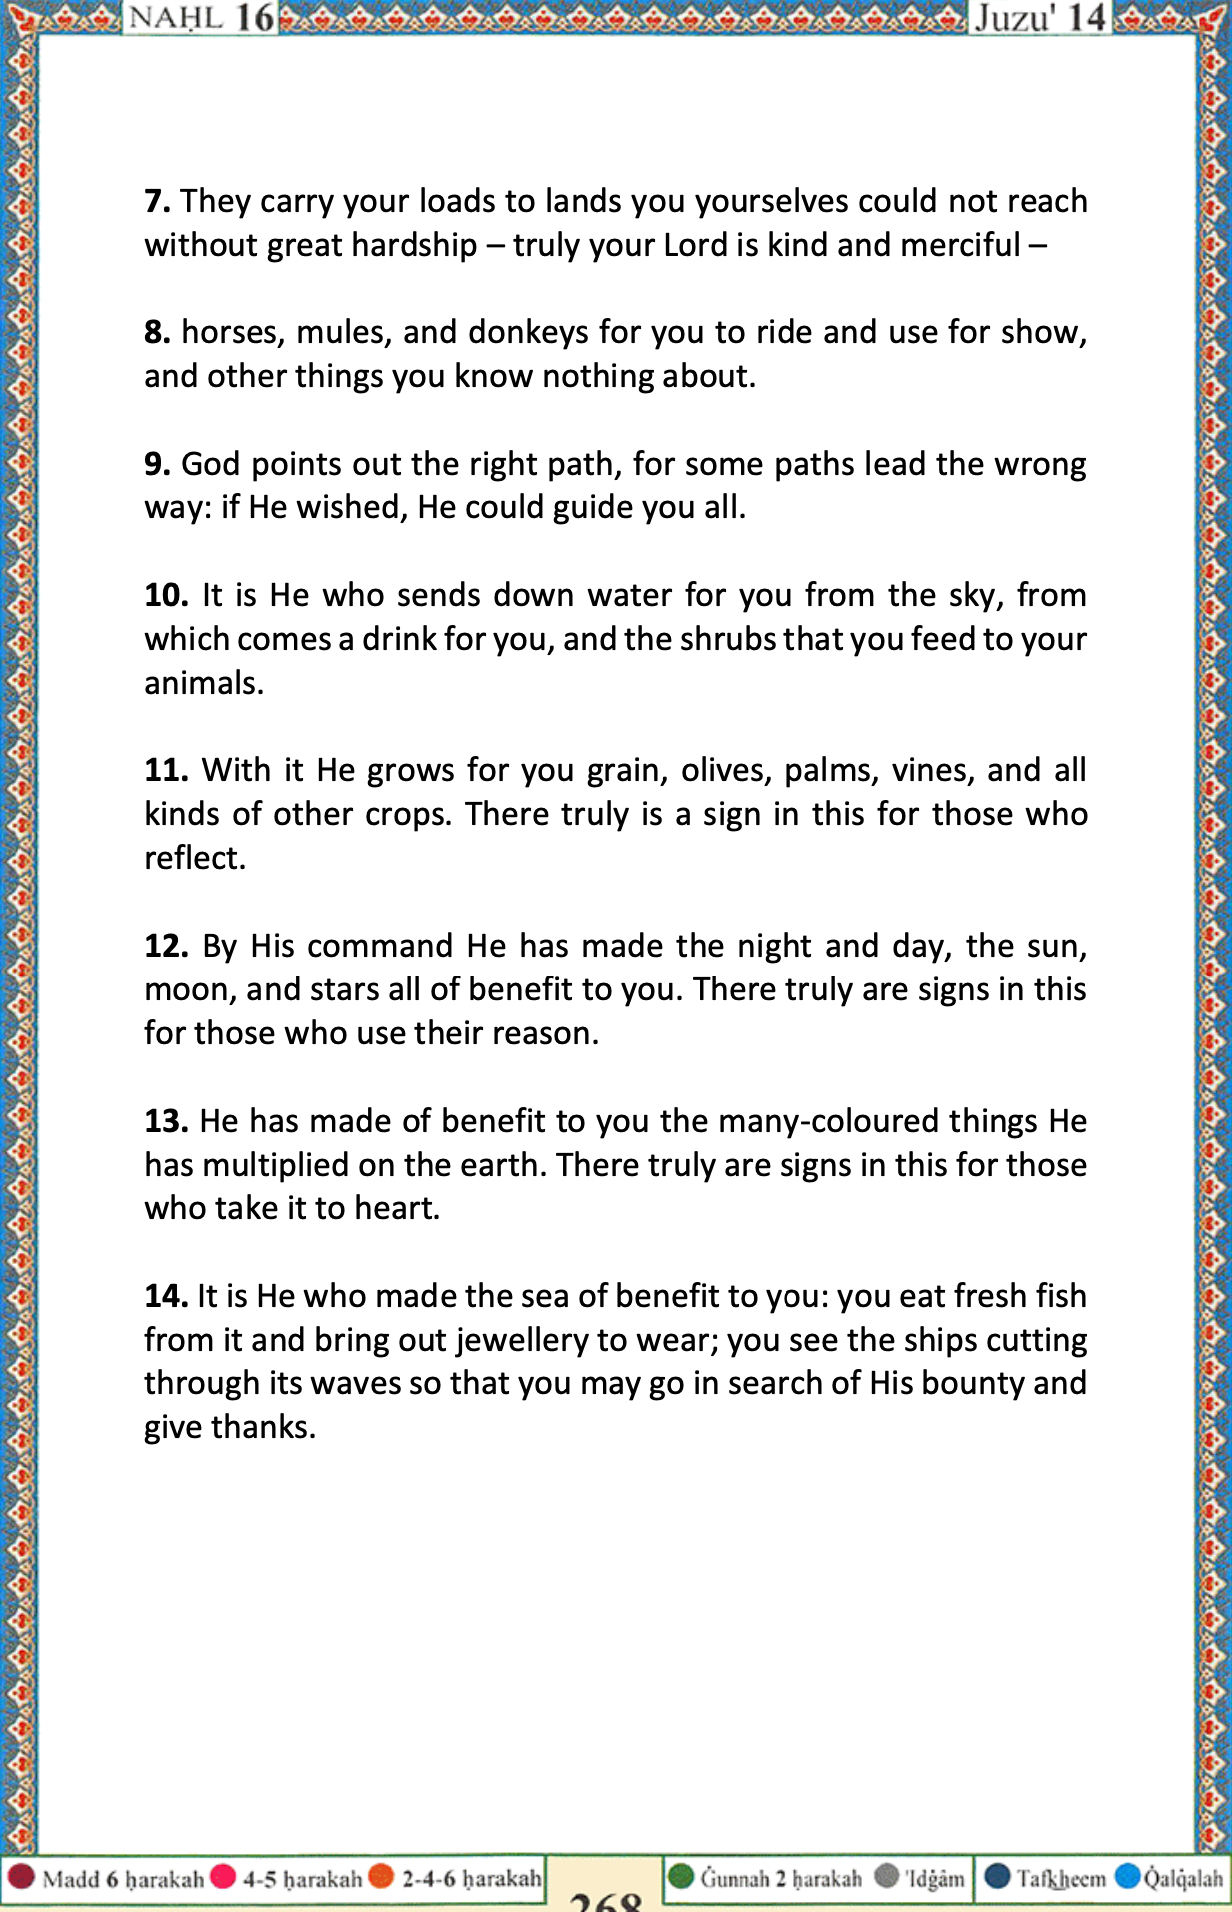 NAḤL 16
Juzu' 14
7. They carry your loads to lands you yourselves could not reach
without great hardship – truly your Lord is kind and merciful –
8. horses, mules, and donkeys for you to ride and use for show,
and other things you know nothing about.
9. God points out the right path, for some paths lead the wrong
way: if He wished, He could guide you all.
10. It is He who sends down water for you from the sky, from
which comes a drink for you, and the shrubs that you feed to your
animals.
11. With it He grows for you grain, olives, palms, vines, and all
kinds of other crops. There truly is a sign in this for those who
reflect.
12. By His command He has made the night and day, the sun,
moon, and stars all of benefit to you. There truly are signs in this
for those who use their reason.
13. He has made of benefit to you the many-coloured things He
has multiplied on the earth. There truly are signs in this for those
who take it to heart.
14. It is He who made the sea of benefit to you: you eat fresh fish
from it and bring out jewellery to wear; you see the ships cutting
through its waves so that you may go in search of His bounty and
give thanks.
Madd 6 ḥarakah 4-5 ḥarakah 2-4-6 ḥarakah
268
Ġunnah 2 ḥarakah 'Idġâm
Tafkheem Q̇alq̇alah